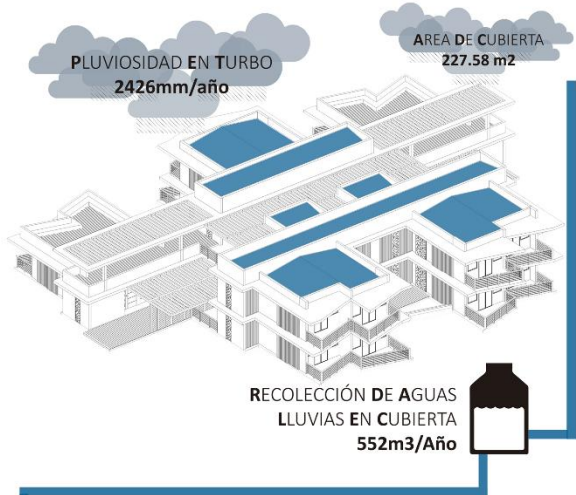 PLUVIOSIDAD EN TURBO
2426mm/año
AREA DE CUBIERTA
227.58 m2
RECOLECCIÓN DE AGUAS
LLUVIAS EN CUBIERTA
552m3/Año